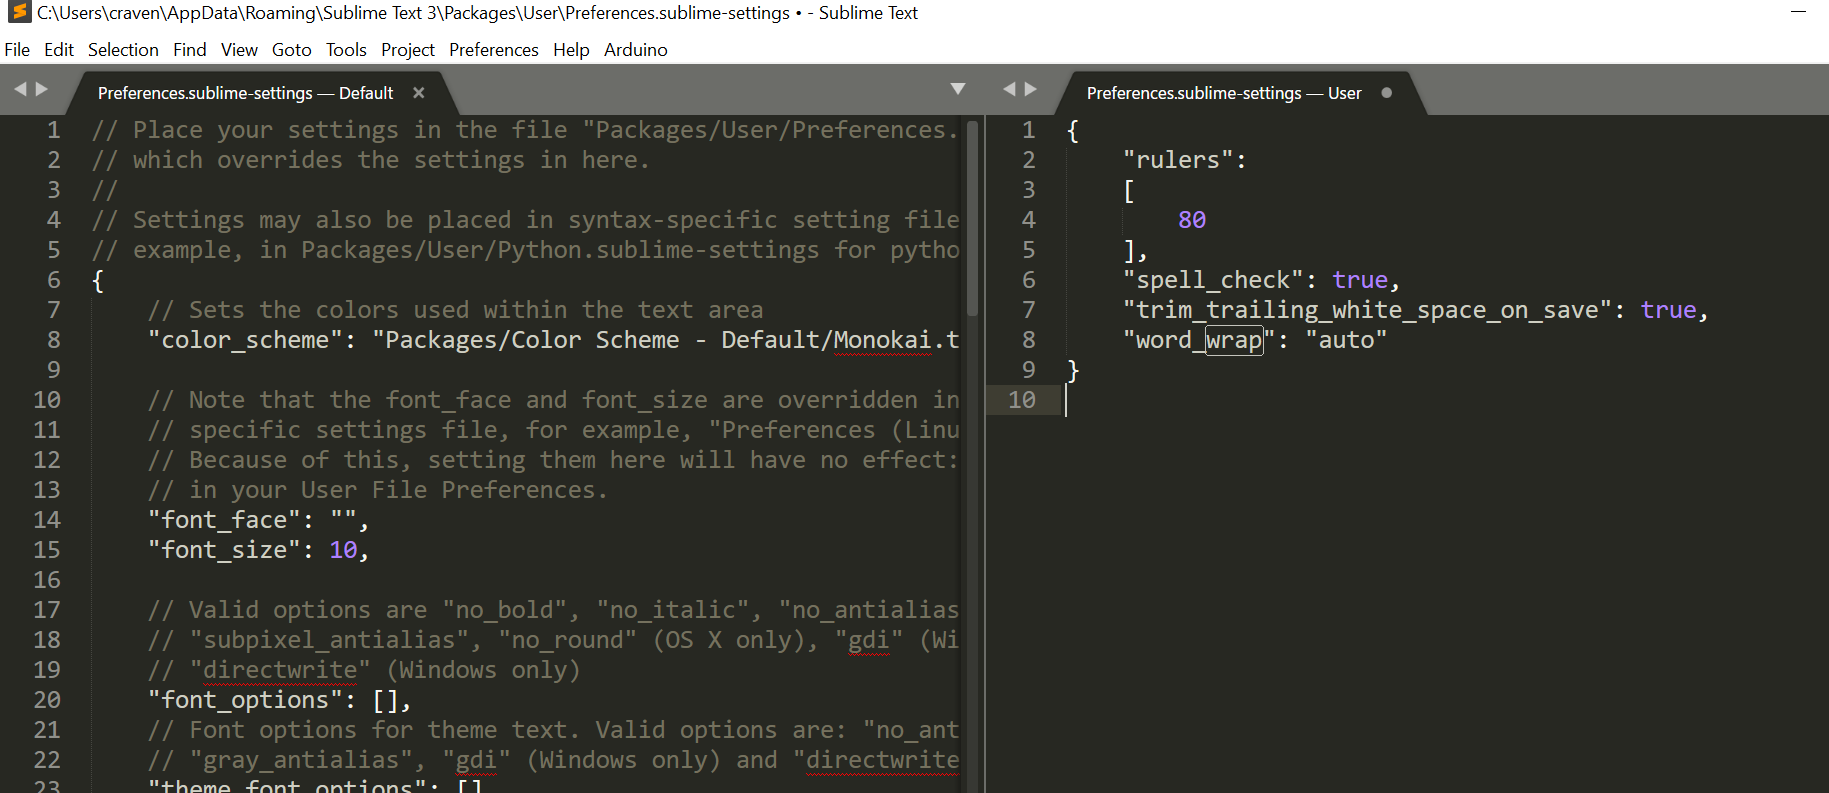 C:\Users\craven\AppData\Roaming\Sublime Text 3\Packages\User\Preferences.sublime-settings • - Sublime Text
File Edit Selection Find View Goto Tools Project Preferences Help Arduino
Preferences.sublime-settings — Default
1 // Place your settings in the file "Packages/User/Preferences.
2 // which overrides the settings in here.
3 //
4 // Settings may also be placed in syntax-specific setting file
5 // example, in Packages/User/Python.sublime-settings for pytho
6 {
7 // Sets the colors used within the text area
8 "color_scheme": "Packages/Color Scheme - Default/Monokai.t
9
10 // Note that the font_face and font_size are overridden in
11 // specific settings file, for example, "Preferences (Linu
12 // Because of this, setting them here will have no effect:
13 // in your User File Preferences.
14 "font_face": "",
15 "font_size": 10,
16
17 // Valid options are "no_bold", "no_italic", "no_antialias
18 // "subpixel_antialias", "no_round" (OS X only), "gdi" (Wi
19 // "directwrite" (Windows only)
20 "font_options": [],
21 // Font options for theme text. Valid options are: "no_ant
22 // "gray_antialias", "gdi" (Windows only) and "directwrite
23 "theme_font_options": []
Preferences.sublime-settings — User
1 {
2 "rulers":
3 [
4 80
5 ],
6 "spell_check": true,
7 "trim_trailing_white_space_on_save": true,
8 "word_wrap": "auto"
9 }
10